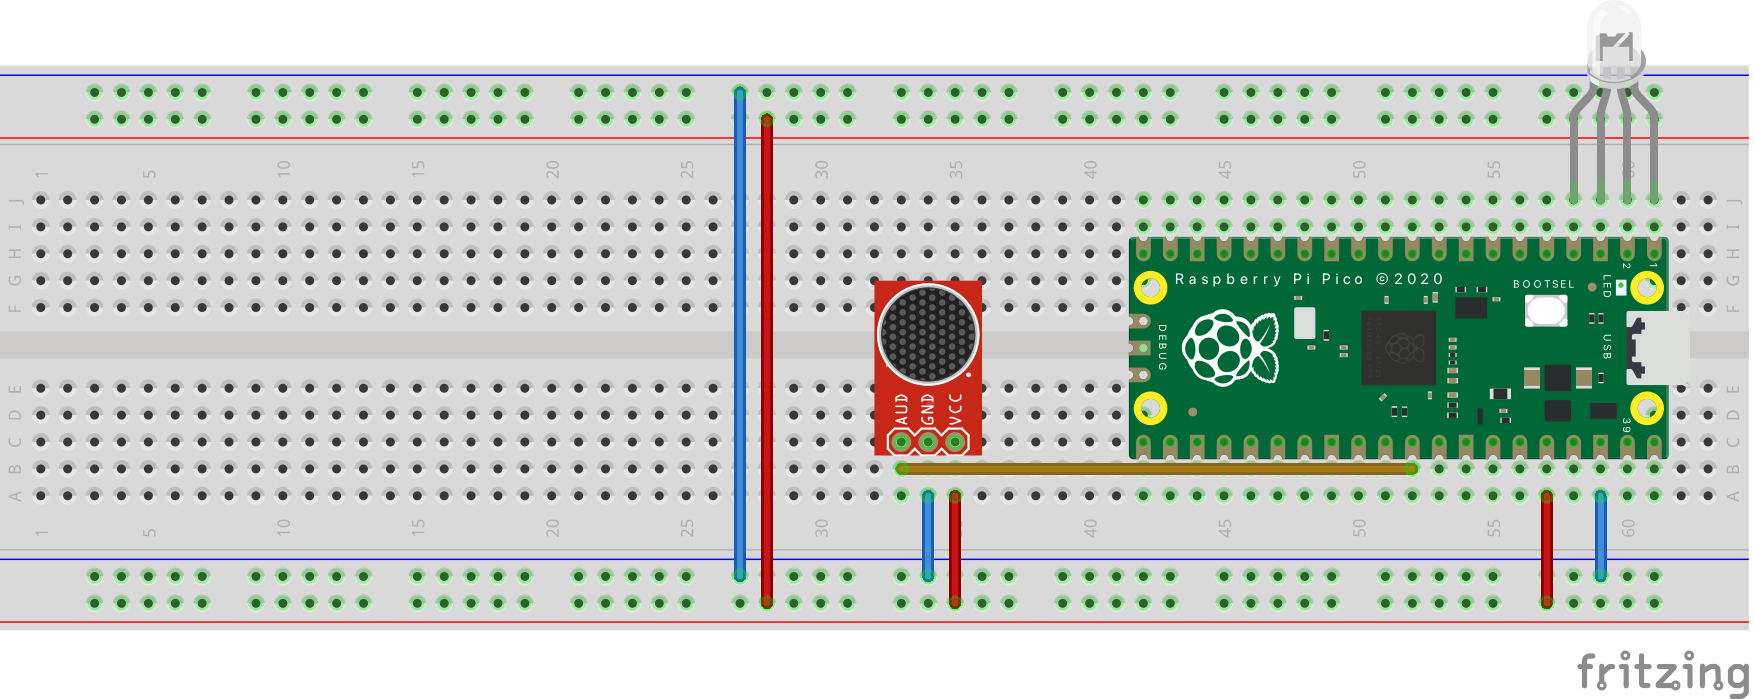 1 5 10 15 20 25 30 35 40 45 50 55 60
J J
I I
H H
G G
F F
2 1
Raspberry Pi Pico ©2020
BOOTSEL
LED
DEBUG
USB
AUD GND VCC
39
E E
D D
C C
B B
A A
1 5 10 15 20 25 30 40 45 50 55 60
fritzing